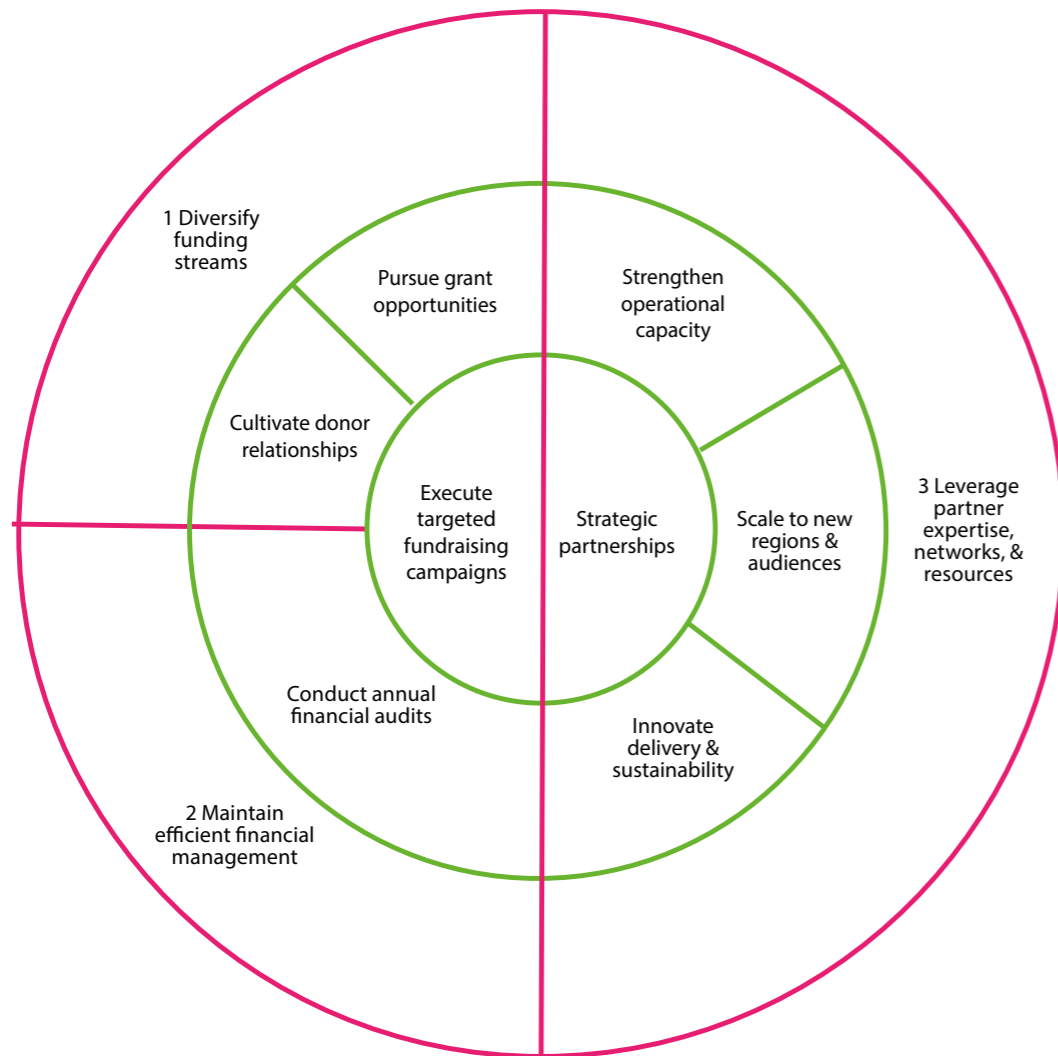 1 Diversify
funding
streams
Pursue grant
opportunities
Cultivate donor
relationships
Execute
targeted
fundraising
campaigns
Conduct annual
financial audits
2 Maintain
efficient financial
management
Strengthen
operational
capacity
Strategic
partnerships
Scale to new
regions &
audiences
Innovate
delivery &
sustainability
3 Leverage
partner
expertise,
networks, &
resources